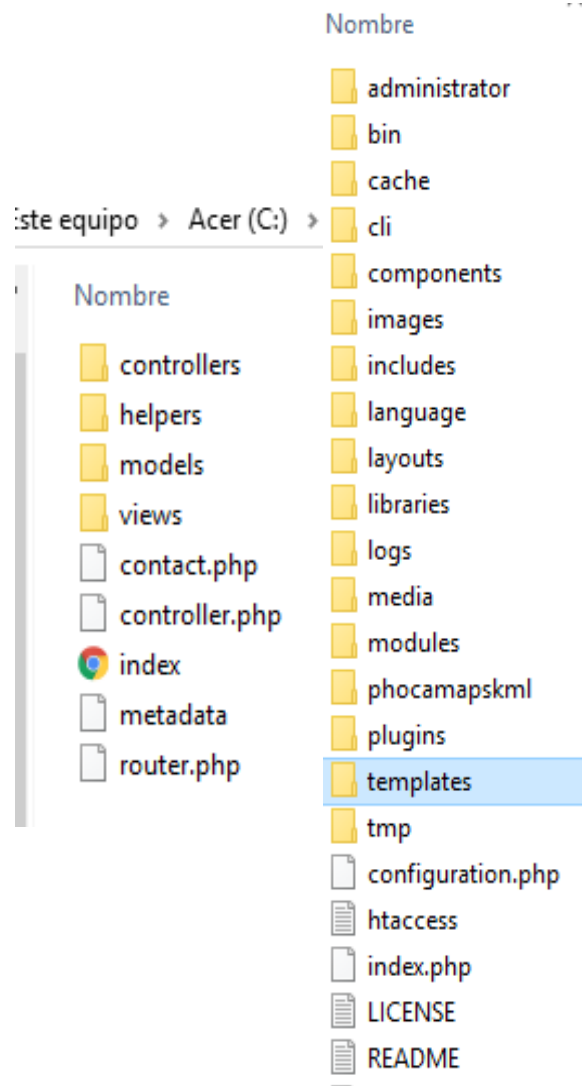 Este equipo > Acer (C:) >
Nombre
controllers
helpers
models
views
contact.php
controller.php
index
metadata
router.php
Nombre
administrator
bin
cache
cli
components
images
includes
language
layouts
libraries
logs
media
modules
phocamapskml
plugins
templates
tmp
configuration.php
htaccess
index.php
LICENSE
README